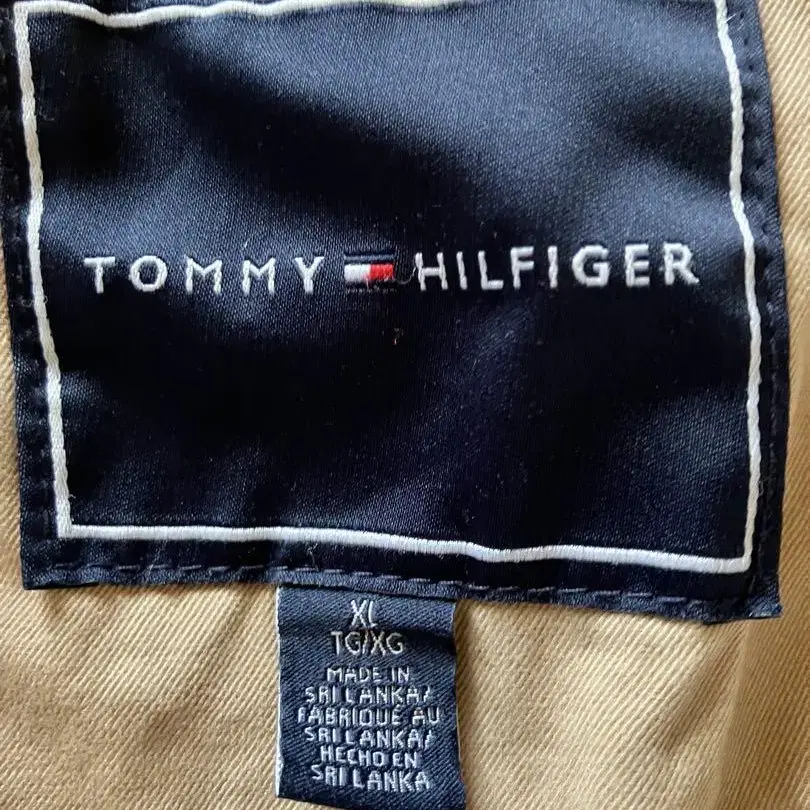 TOMMY HILFIGER
XL
TG/XG
MADE IN
SRI LANKA/
FABRIQUÉ AU
SRI LANKA/
HECHO EN
SRI LANKA